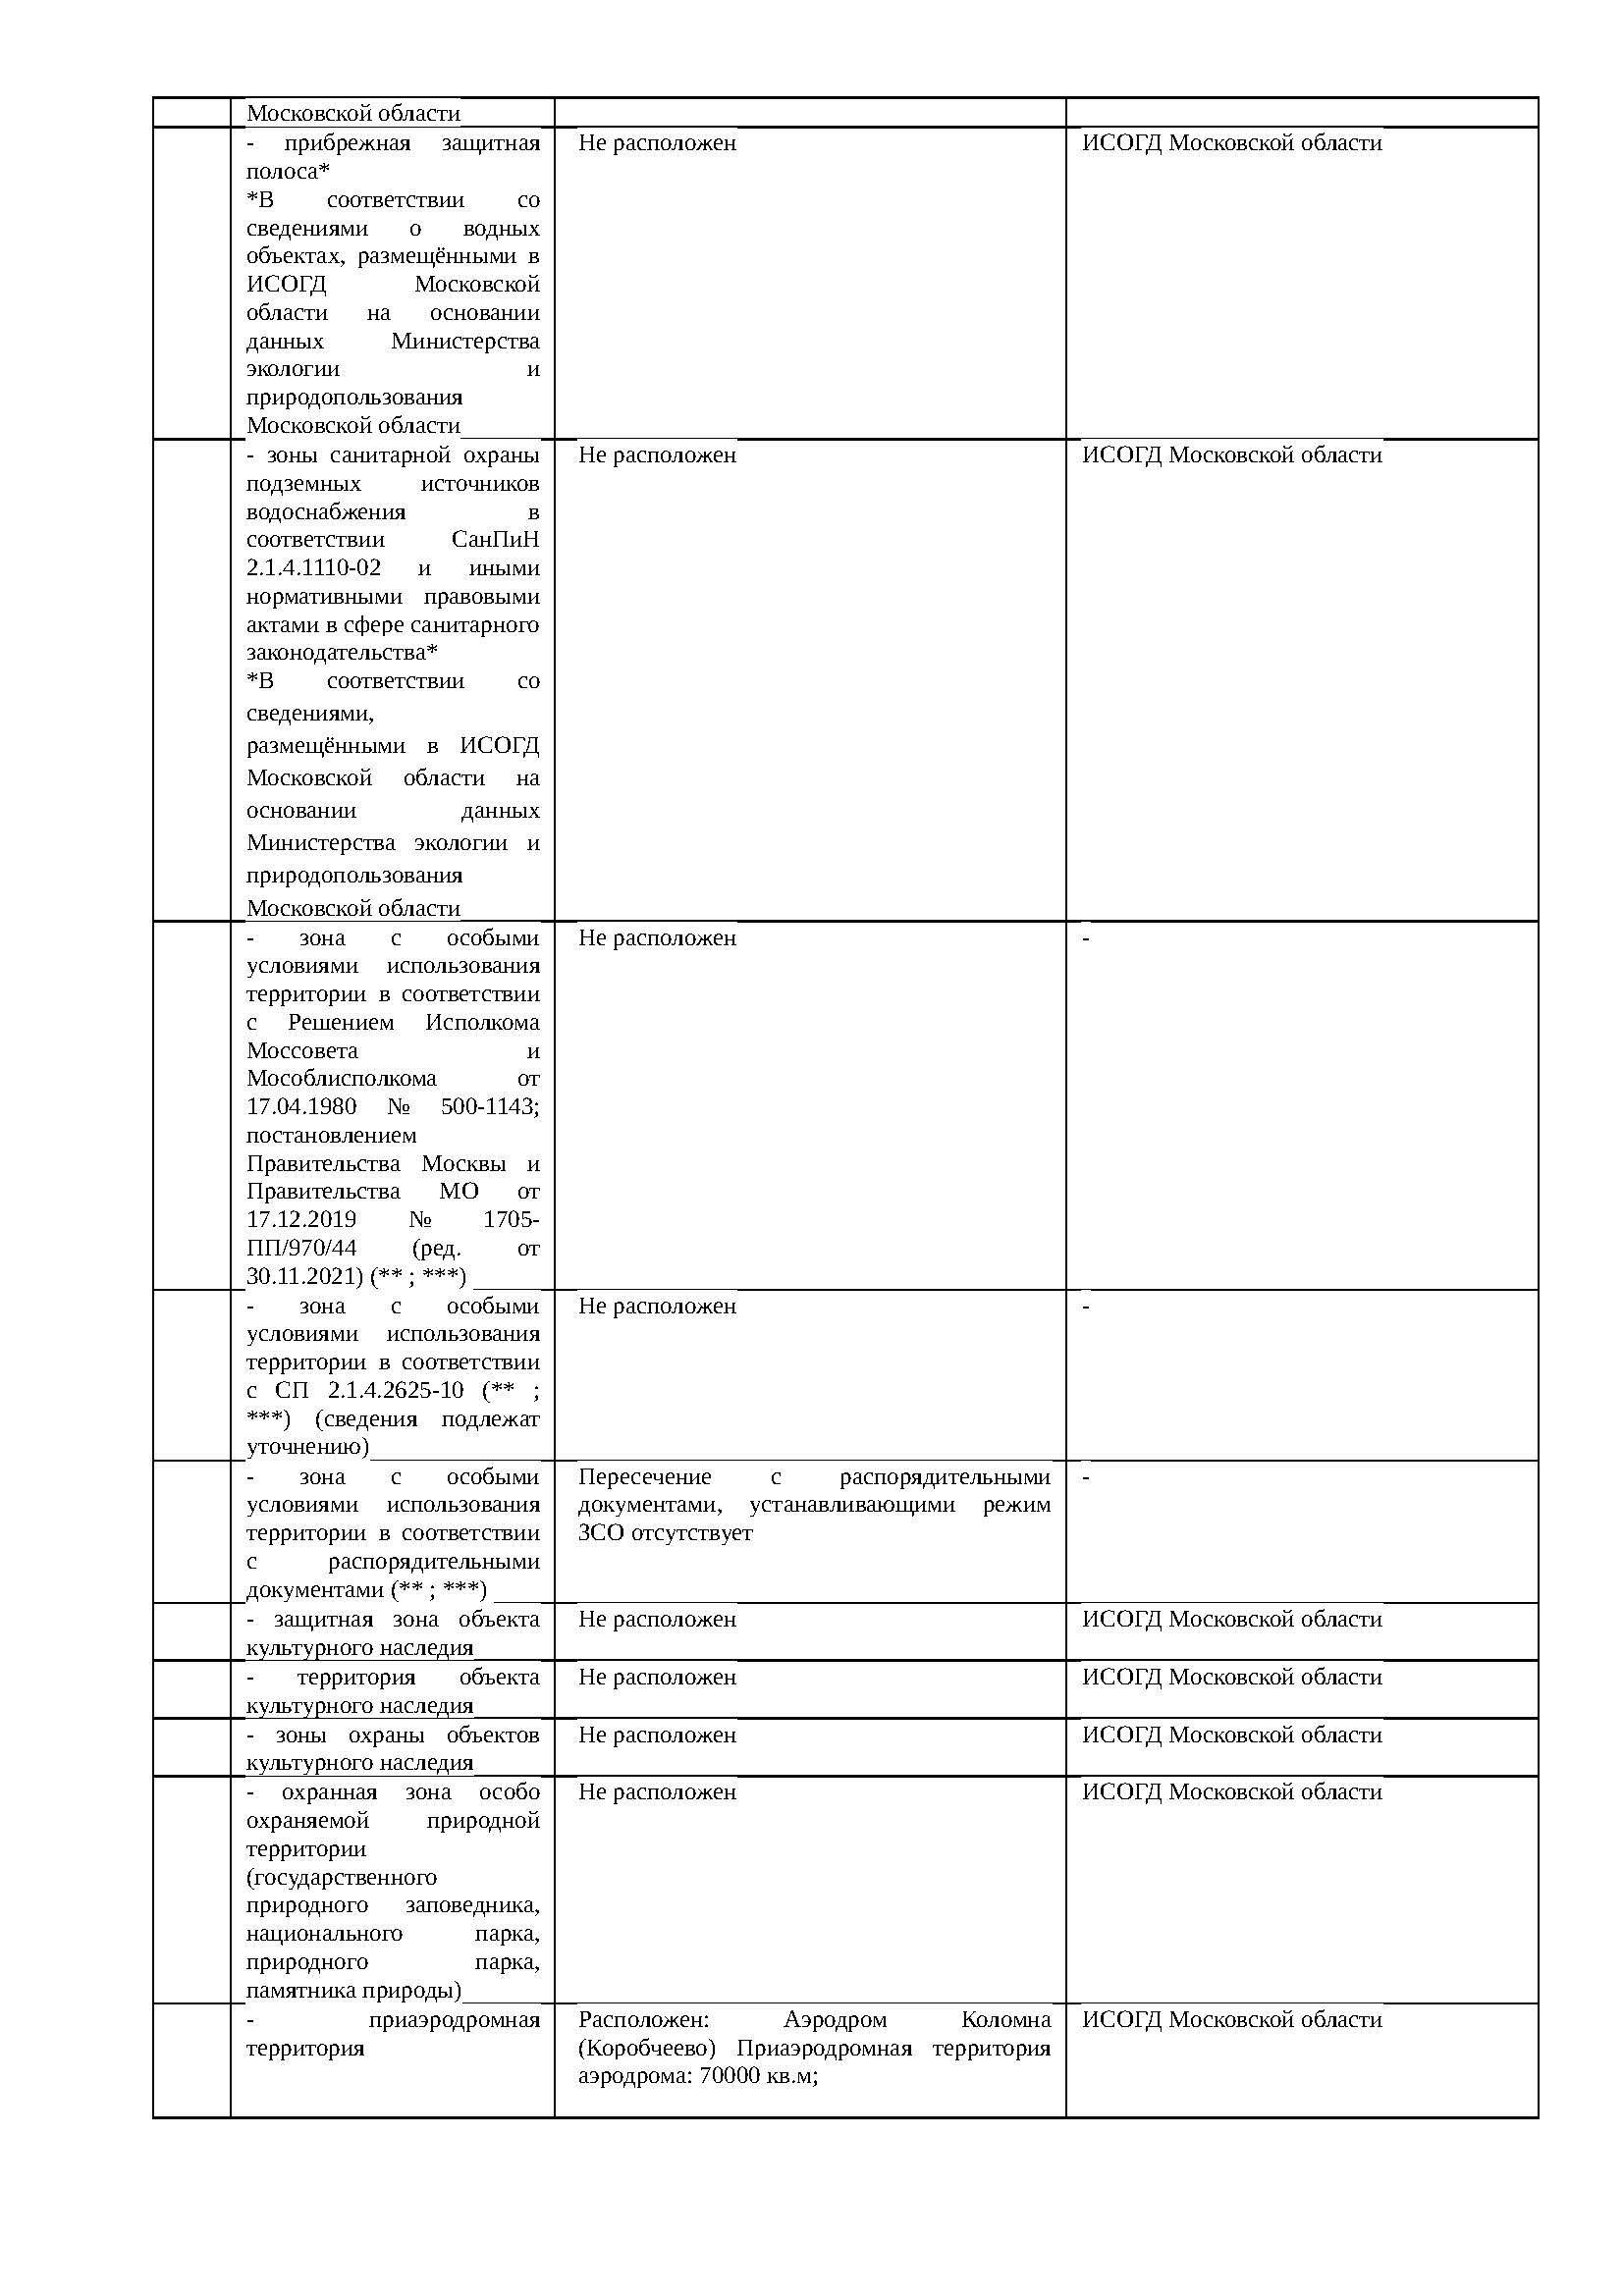 Московской области
- прибрежная защитная
полоса*
*В соответствии со
сведениями о водных
объектах, размещёнными в
ИСОГД Московской
области на основании
данных Министерства
экологии и
природопользования
Московской области
Не расположен
ИСОГД Московской области
- зоны санитарной охраны
подземных источников
водоснабжения в
соответствии СанПиН
2.1.4.1110-02 и иными
нормативными правовыми
актами в сфере санитарного
законодательства*
*В соответствии со
сведениями,
размещёнными в ИСОГД
Московской области на
основании данных
Министерства экологии и
природопользования
Московской области
Не расположен
ИСОГД Московской области
- зона с особыми
условиями использования
территории в соответствии
с Решением Исполкома
Моссовета и
Мособлисполкома от
17.04.1980 № 500-1143;
постановлением
Правительства Москвы и
Правительства МО от
17.12.2019 № 1705-
ПП/970/44 (ред. от
30.11.2021) (** ; ***)
Не расположен
-
- зона с особыми
условиями использования
территории в соответствии
с СП 2.1.4.2625-10 (** ;
***) (сведения подлежат
уточнению)
Не расположен
-
- зона с особыми
условиями использования
территории в соответствии
с распорядительными
документами (** ; ***)
Пересечение с распорядительными
документами, устанавливающими режим
ЗСО отсутствует
-
- защитная зона объекта
культурного наследия
Не расположен
ИСОГД Московской области
- территория объекта
культурного наследия
Не расположен
ИСОГД Московской области
- зоны охраны объектов
культурного наследия
Не расположен
ИСОГД Московской области
- охранная зона особо
охраняемой природной
территории
(государственного
природного заповедника,
национального парка,
природного парка,
памятника природы)
Не расположен
ИСОГД Московской области
- приаэродромная
территория
Расположен: Аэродром Коломна
(Коробчеево) Приаэродромная территория
аэродрома: 70000 кв.м;
ИСОГД Московской области